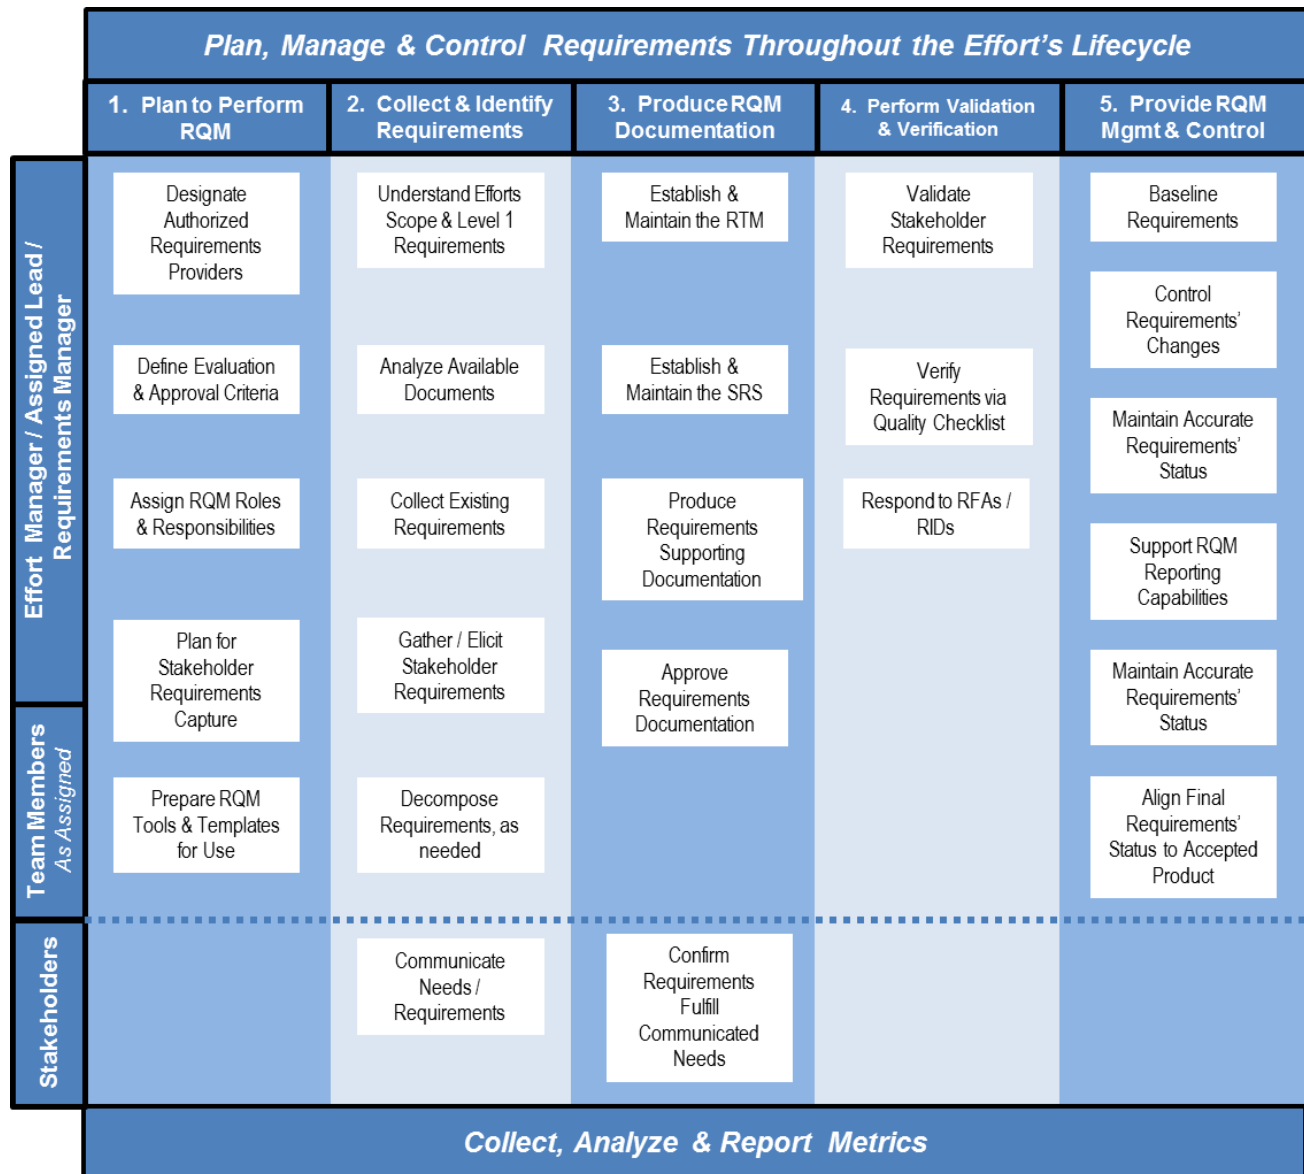 Plan, Manage & Control Requirements Throughout the Effort's Lifecycle
1. Plan to Perform
RQM
2. Collect & Identify
Requirements
3. Produce RQM
Documentation
4. Perform Validation
& Verification
5. Provide RQM
Mgmt & Control
Effort Manager / Assigned Lead /
Requirements Manager
Designate
Authorized
Requirements
Providers
Define Evaluation
& Approval Criteria
Assign RQM Roles
& Responsibilities
Plan for
Stakeholder
Requirements
Capture
Prepare RQM
Tools & Templates
for Use
Understand Efforts
Scope & Level 1
Requirements
Analyze Available
Documents
Collect Existing
Requirements
Gather / Elicit
Stakeholder
Requirements
Decompose
Requirements, as
needed
Establish &
Maintain the RTM
Establish &
Maintain the SRS
Produce
Requirements
Supporting
Documentation
Approve
Requirements
Documentation
Validate
Stakeholder
Requirements
Verify
Requirements via
Quality Checklist
Respond to RFAs /
RIDs
Baseline
Requirements
Control
Requirements'
Changes
Maintain Accurate
Requirements'
Status
Support RQM
Reporting
Capabilities
Maintain Accurate
Requirements'
Status
Align Final
Requirements'
Status to Accepted
Product
Team Members
As Assigned
Stakeholders
Communicate
Needs /
Requirements
Confirm
Requirements
Fulfill
Communicated
Needs
Collect, Analyze & Report Metrics